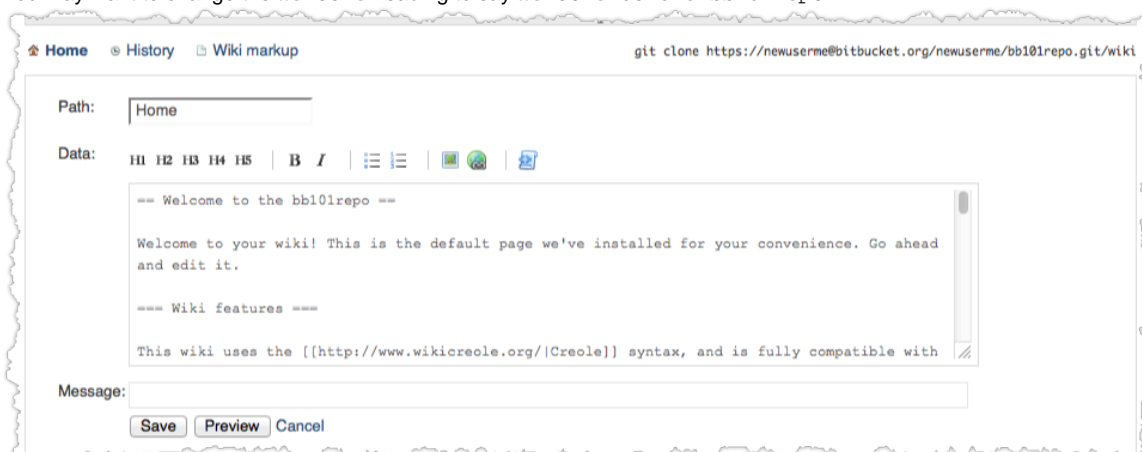 Home History Wiki markup git clone https://newuserme@bitbucket.org/newuserme/bb101repo.git/wiki
Path: Home
Data: H1 H2 H3 H4 H5 B I
== Welcome to the bb101repo ==
Welcome to your wiki! This is the default page we've installed for your convenience. Go ahead
and edit it.
=== Wiki features ===
This wiki uses the [[http://www.wikicreole.org/|Creole]] syntax, and is fully compatible with
Message:
Save Preview Cancel